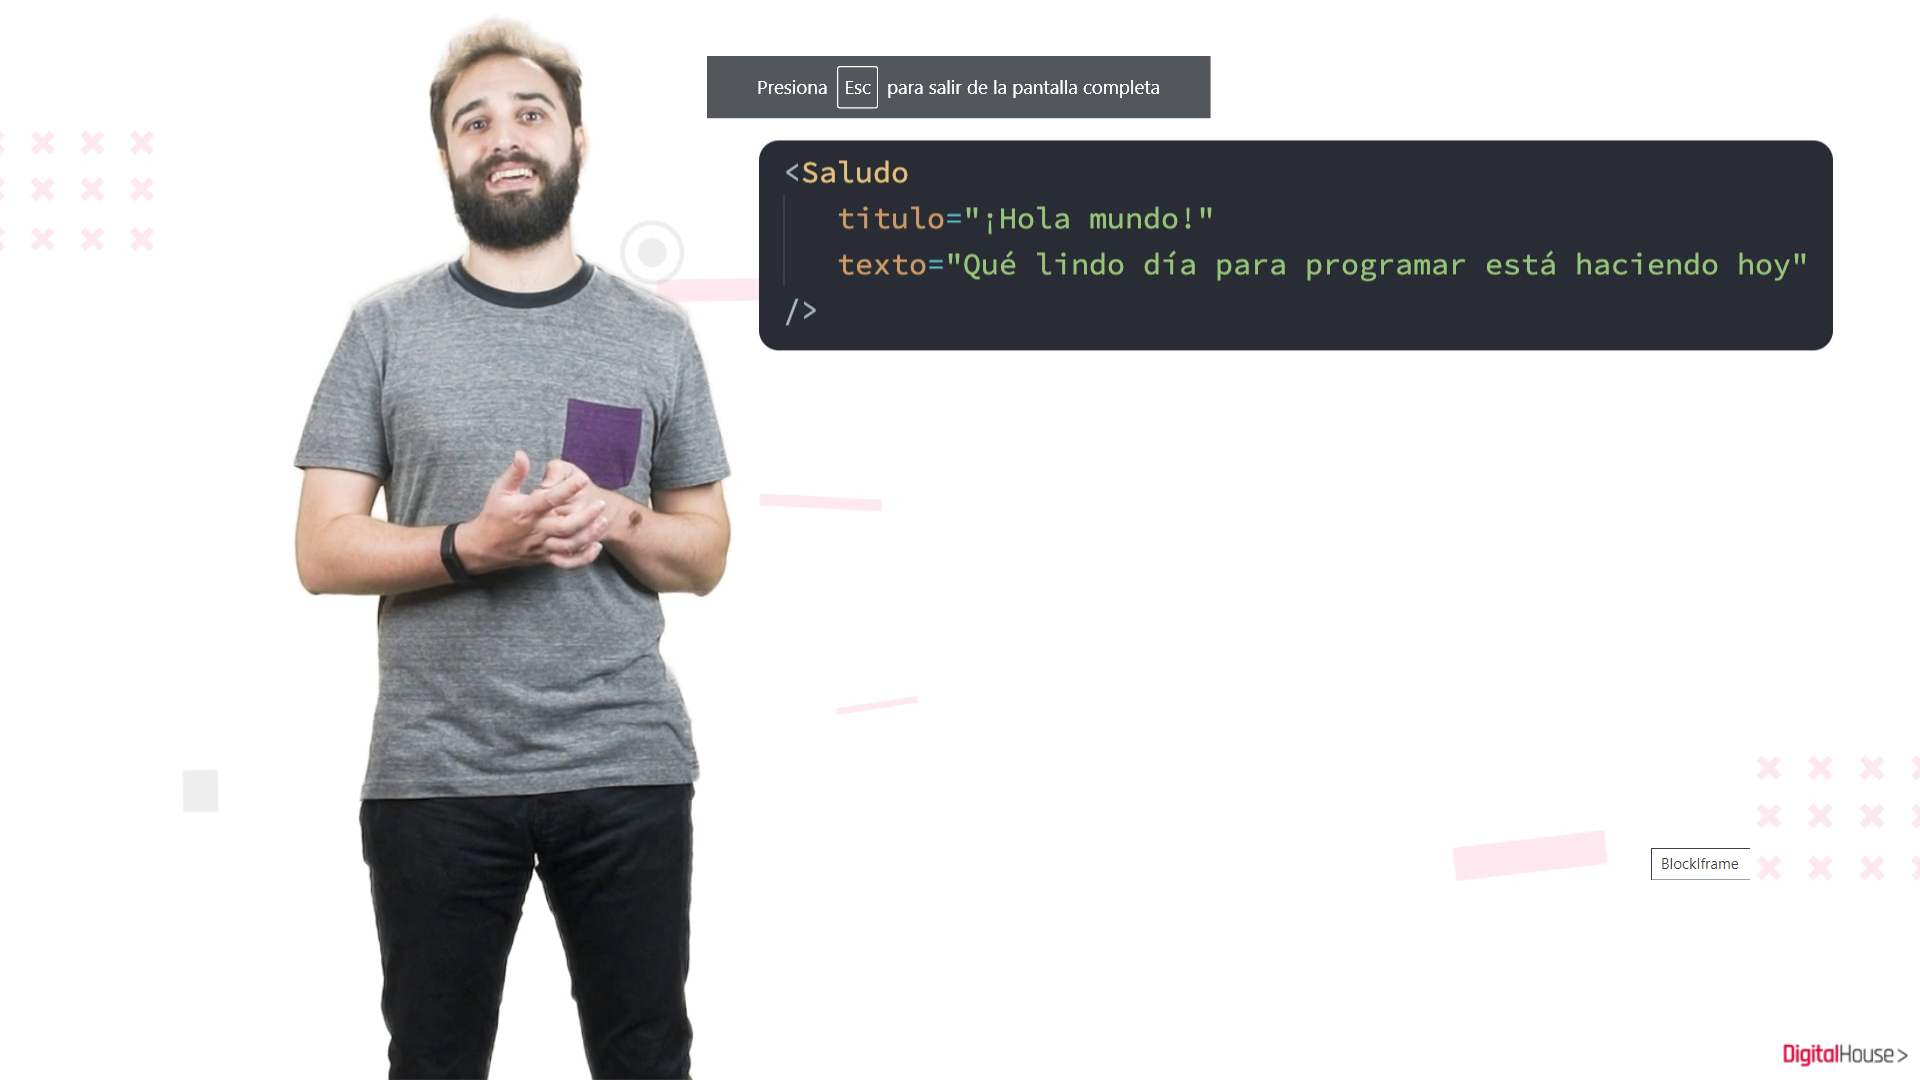 Presiona Esc para salir de la pantalla completa
<Saludo
titulo="¡Hola mundo!"
texto="Qué lindo día para programar está haciendo hoy"
/>
BlockIframe
DigitalHouse>